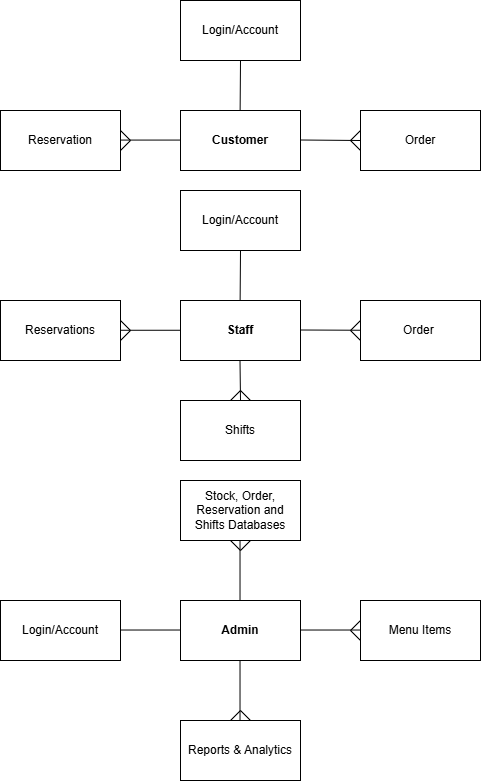 Login/Account
Reservation
Customer
Order
Login/Account
Reservations
Staff
Order
Shifts
Stock, Order,
Reservation and
Shifts Databases
Login/Account
Admin
Menu Items
Reports & Analytics